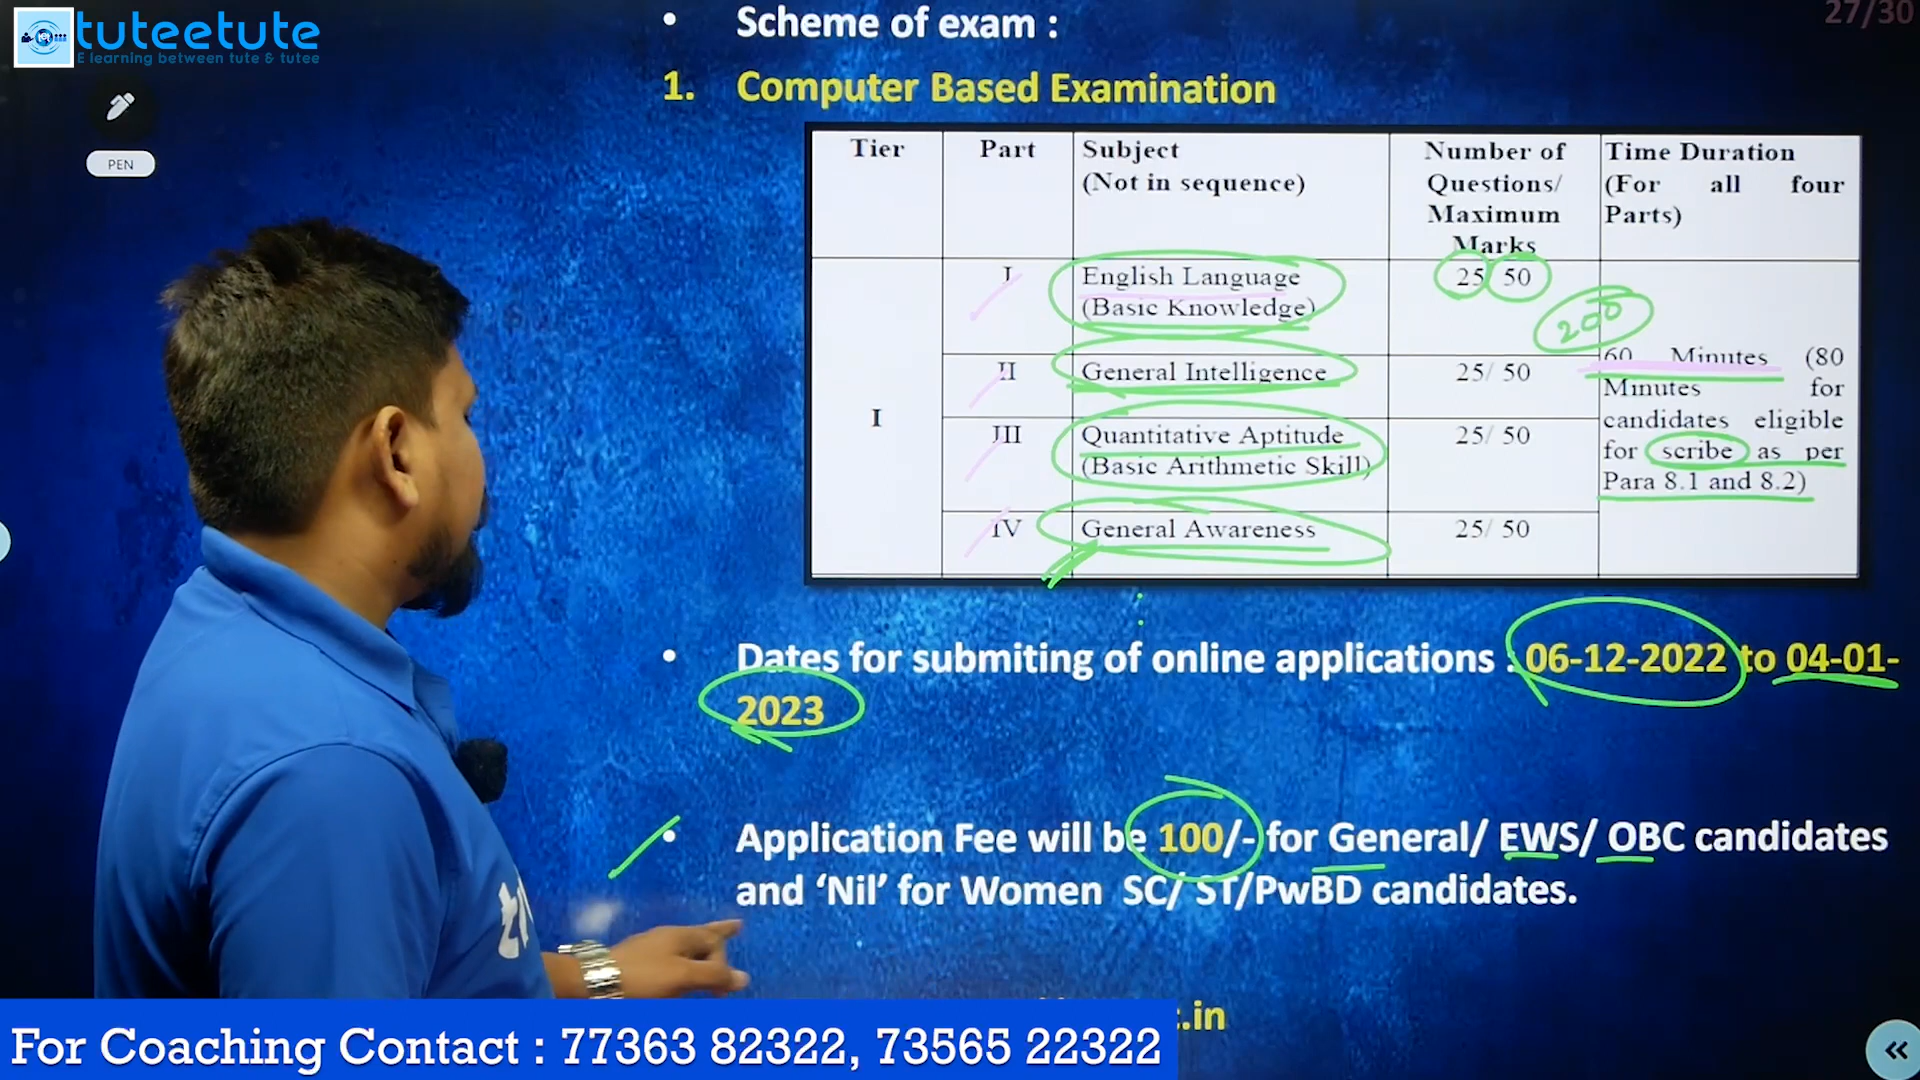 tuteetute
E learning between tute & tutee
27/30
PEN
• Scheme of exam :
1. Computer Based Examination
Tier
Part
Subject
(Not in sequence)
Number of
Questions/
Maximum
Marks
Time Duration
(For all four
Parts)
I
I
English Language
(Basic Knowledge)
25 50
200
II
General Intelligence
25/ 50
III
Quantitative Aptitude
(Basic Arithmetic Skill)
25/ 50
IV
General Awareness
25/ 50
60 Minutes (80
Minutes for
candidates eligible
for scribe as per
Para 8.1 and 8.2)
• Dates for submiting of online applications : 06-12-2022 to 04-01-
2023
• Application Fee will be 100/- for General/ EWS/ OBC candidates
and ‘Nil’ for Women SC/ ST/PwBD candidates.
.in
For Coaching Contact : 77363 82322, 73565 22322